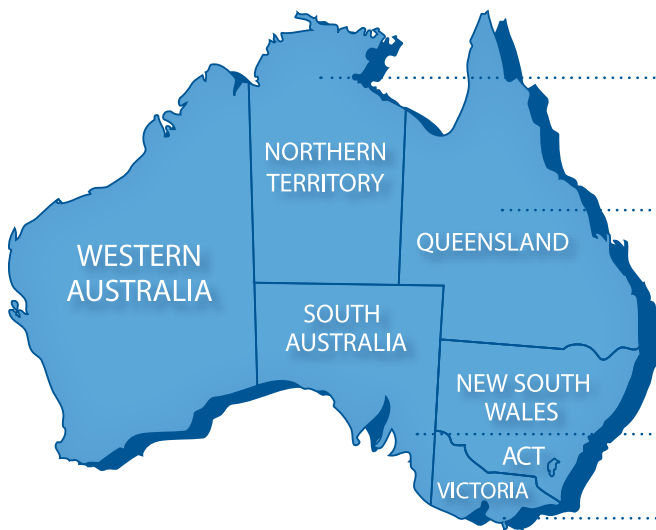 NORTHERN
TERRITORY
QUEENSLAND
WESTERN
AUSTRALIA
SOUTH
AUSTRALIA
NEW SOUTH
WALES
ACT
VICTORIA